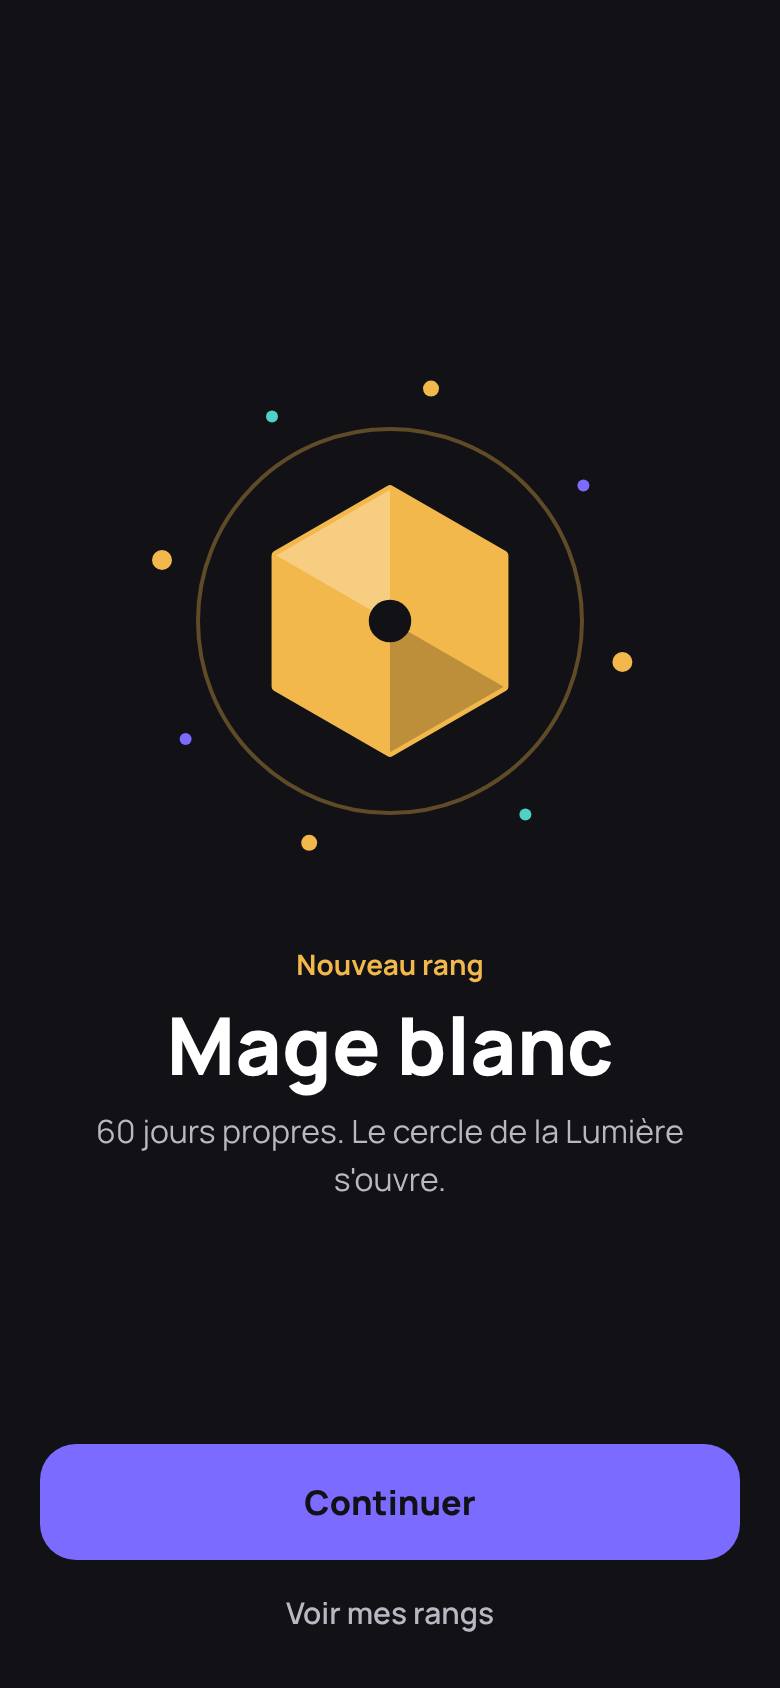 Nouveau rang
Mage blanc
60 jours propres. Le cercle de la Lumière
s'ouvre.
Continuer
Voir mes rangs